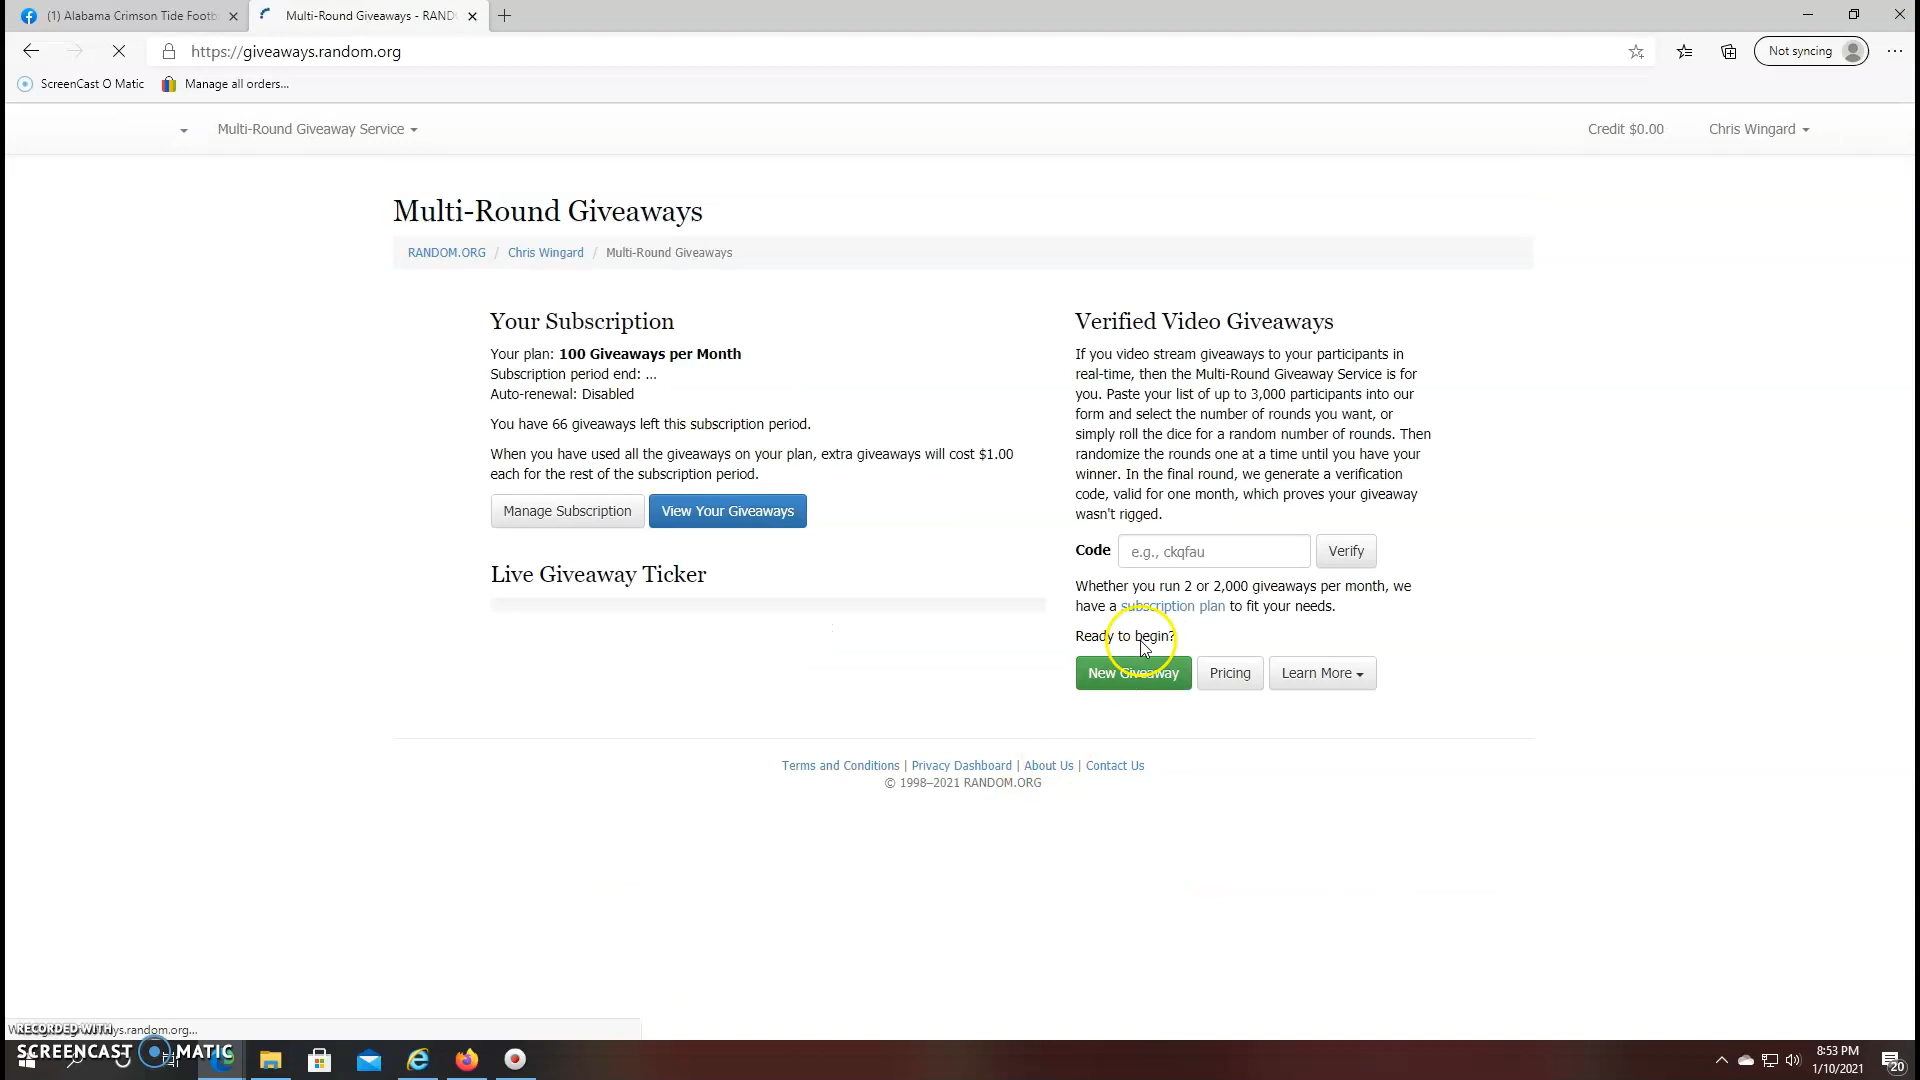 (1) Alabama Crimson Tide Footb
Multi-Round Giveaways - RAND
https://giveaways.random.org
Not syncing
ScreenCast O Matic
Manage all orders...
Multi-Round Giveaway Service
Credit $0.00
Chris Wingard
Multi-Round Giveaways
RANDOM.ORG / Chris Wingard / Multi-Round Giveaways
Your Subscription
Your plan: 100 Giveaways per Month
Subscription period end: ...
Auto-renewal: Disabled
You have 66 giveaways left this subscription period.
When you have used all the giveaways on your plan, extra giveaways will cost $1.00
each for the rest of the subscription period.
Manage Subscription
View Your Giveaways
Live Giveaway Ticker
Verified Video Giveaways
If you video stream giveaways to your participants in
real-time, then the Multi-Round Giveaway Service is for
you. Paste your list of up to 3,000 participants into our
form and select the number of rounds you want, or
simply roll the dice for a random number of rounds. Then
randomize the rounds one at a time until you have your
winner. In the final round, we generate a verification
code, valid for one month, which proves your giveaway
wasn't rigged.
Code
e.g., ckqfau
Verify
Whether you run 2 or 2,000 giveaways per month, we
have a subscription plan to fit your needs.
Ready to begin?
New Giveaway
Pricing
Learn More
Terms and Conditions | Privacy Dashboard | About Us | Contact Us
© 1998–2021 RANDOM.ORG
ys.random.org...
RECORDED WITH
SCREENCAST MATIC
8:53 PM
1/10/2021
20